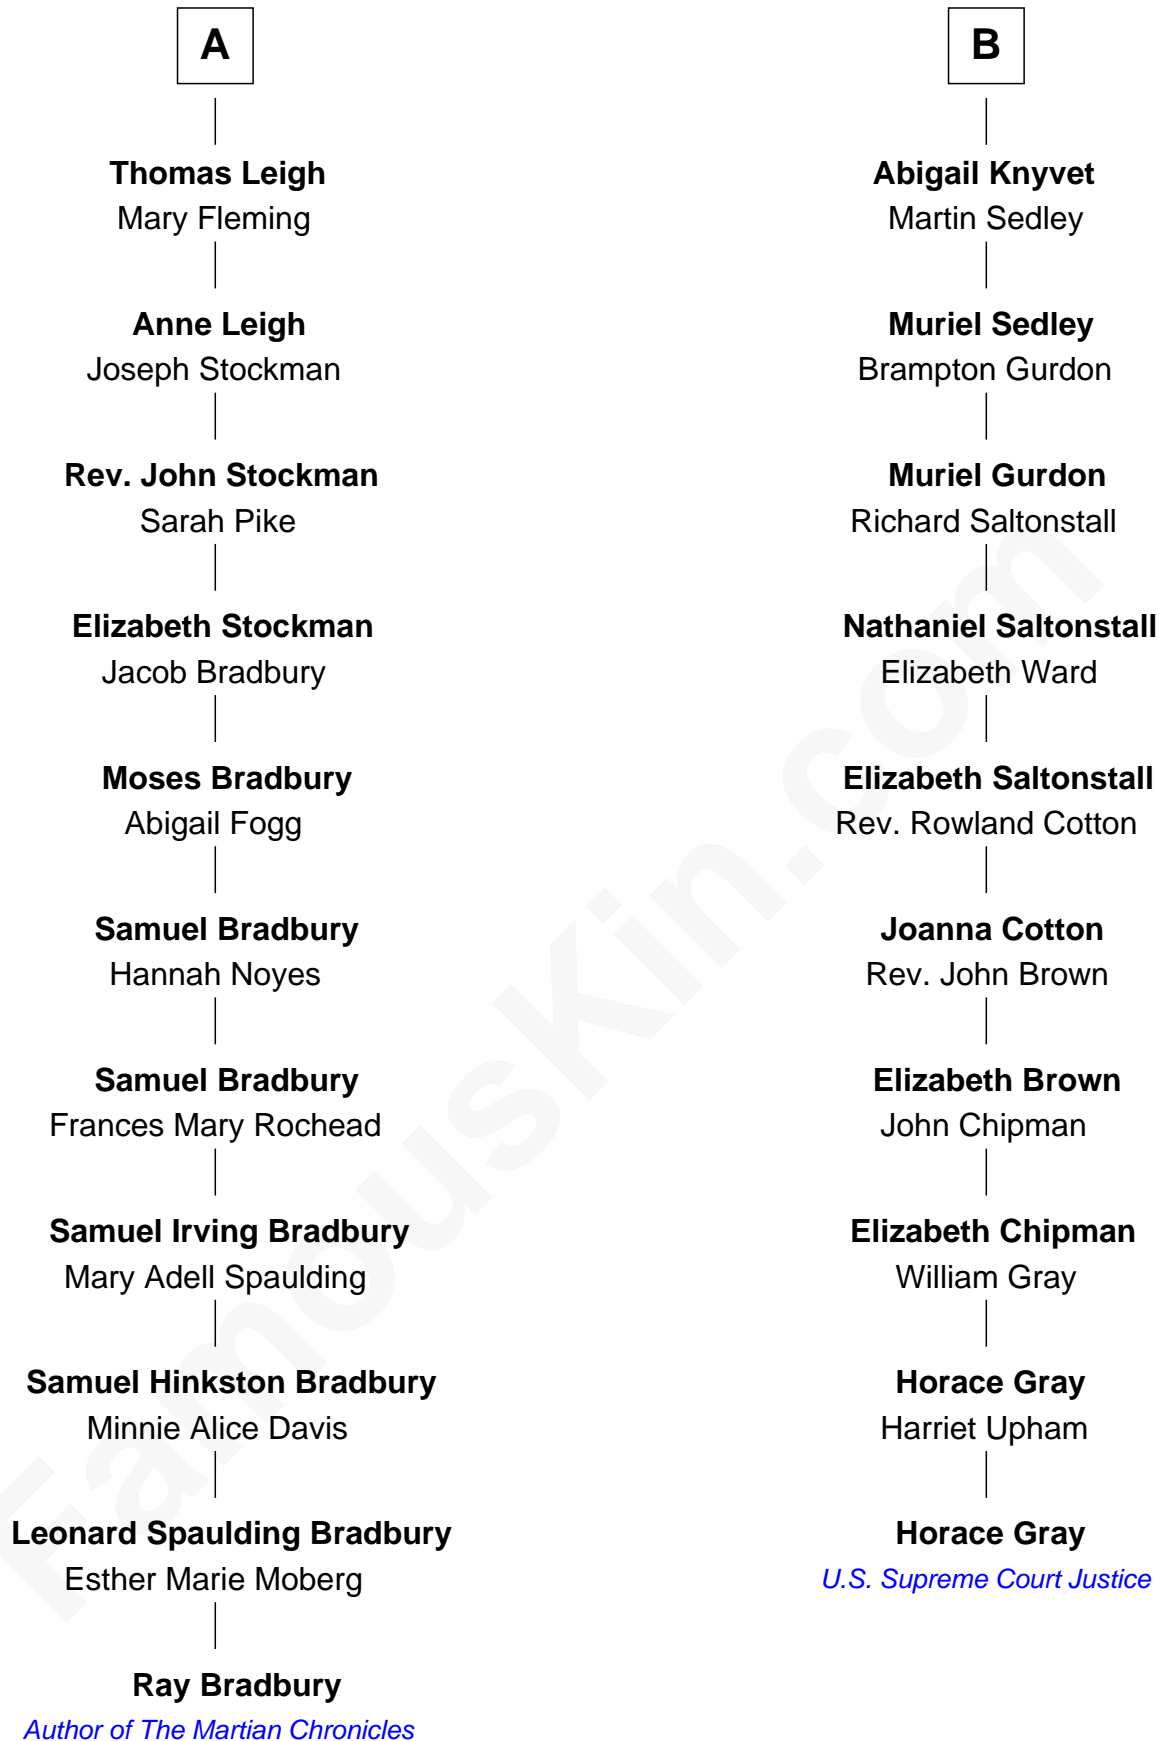 A
Thomas Leigh
Mary Fleming
Anne Leigh
Joseph Stockman
Rev. John Stockman
Sarah Pike
Elizabeth Stockman
Jacob Bradbury
Moses Bradbury
Abigail Fogg
Samuel Bradbury
Hannah Noyes
Samuel Bradbury
Frances Mary Rochead
Samuel Irving Bradbury
Mary Adell Spaulding
Samuel Hinkston Bradbury
Minnie Alice Davis
Leonard Spaulding Bradbury
Esther Marie Moberg
Ray Bradbury
Author of The Martian Chronicles
B
Abigail Knyvet
Martin Sedley
Muriel Sedley
Brampton Gurdon
Muriel Gurdon
Richard Saltonstall
Nathaniel Saltonstall
Elizabeth Ward
Elizabeth Saltonstall
Rev. Rowland Cotton
Joanna Cotton
Rev. John Brown
Elizabeth Brown
John Chipman
Elizabeth Chipman
William Gray
Horace Gray
Harriet Upham
Horace Gray
U.S. Supreme Court Justice
FamousKin.com